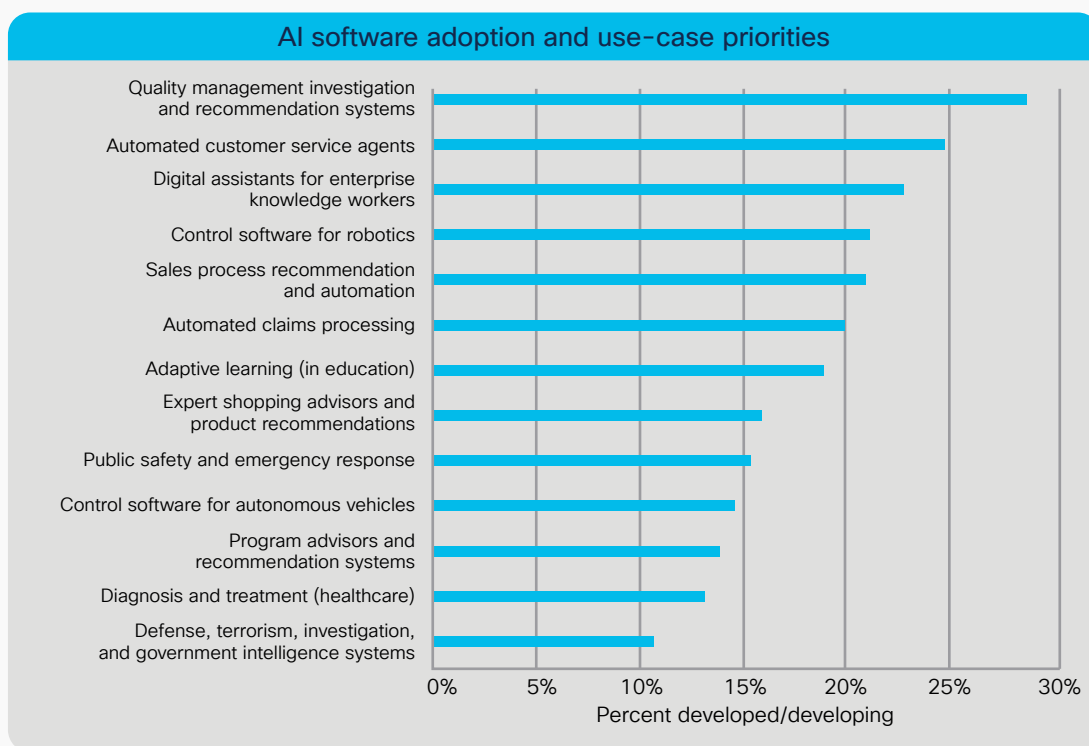 AI software adoption and use-case priorities
Quality management investigation
and recommendation systems
Automated customer service agents
Digital assistants for enterprise
knowledge workers
Control software for robotics
Sales process recommendation
and automation
Automated claims processing
Adaptive learning (in education)
Expert shopping advisors and
product recommendations
Public safety and emergency response
Control software for autonomous vehicles
Program advisors and
recommendation systems
Diagnosis and treatment (healthcare)
Defense, terrorism, investigation,
and government intelligence systems
0% 5% 10% 15% 20% 25% 30%
Percent developed/developing